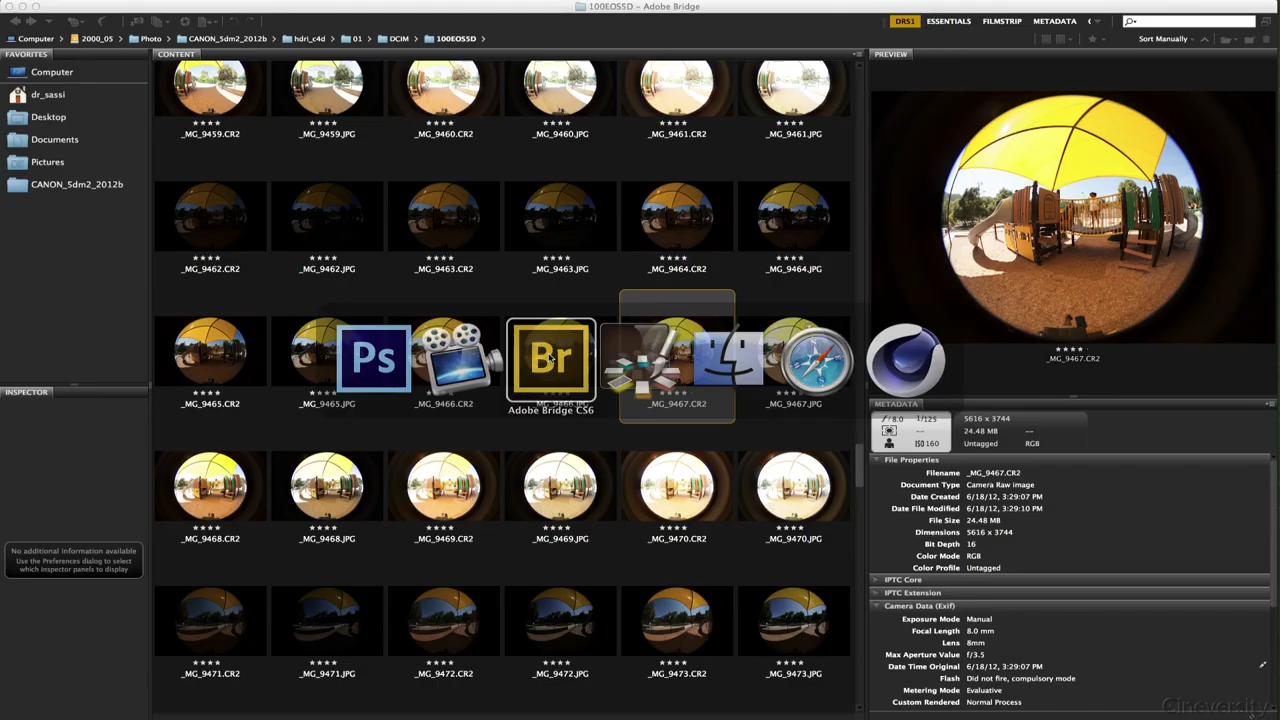 100EOS5D - Adobe Bridge
DRS1 ESSENTIALS FILMSTRIP METADATA
Computer 2000_05 Photo CANON_5dm2_2012b hdri_c4d 01 DCIM 100EOS5D
Sort Manually
FAVORITES
Computer
dr_sassi
Desktop
Documents
Pictures
CANON_5dm2_2012b
INSPECTOR
No additional information available
Use the Preferences dialog to select
which inspector panels to display
CONTENT
_MG_9459.CR2 _MG_9459.JPG _MG_9460.CR2 _MG_9460.JPG _MG_9461.CR2 _MG_9461.JPG
_MG_9462.CR2 _MG_9462.JPG _MG_9463.CR2 _MG_9463.JPG _MG_9464.CR2 _MG_9464.JPG
Ps Br
_MG_9465.CR2 _MG_9465.JPG _MG_9466.CR2 _MG_9466.JPG _MG_9467.CR2 _MG_9467.JPG
Adobe Bridge CS6
_MG_9468.CR2 _MG_9468.JPG _MG_9469.CR2 _MG_9469.JPG _MG_9470.CR2 _MG_9470.JPG
_MG_9471.CR2 _MG_9471.JPG _MG_9472.CR2 _MG_9472.JPG _MG_9473.CR2 _MG_9473.JPG
PREVIEW
_MG_9467.CR2
METADATA
f/8.0 1/125
-- --
ISO160
5616 x 3744
24.48 MB --
Untagged RGB
File Properties
Filename _MG_9467.CR2
Document Type Camera Raw image
Date Created 6/18/12, 3:29:07 PM
Date File Modified 6/18/12, 3:29:10 PM
File Size 24.48 MB
Dimensions 5616 x 3744
Bit Depth 16
Color Mode RGB
Color Profile Untagged
IPTC Core
IPTC Extension
Camera Data (Exif)
Exposure Mode Manual
Focal Length 8.0 mm
Lens 8mm
Max Aperture Value f/3.5
Date Time Original 6/18/12, 3:29:07 PM
Flash Did not fire, compulsory mode
Metering Mode Evaluative
Custom Rendered Normal Process
Cineversity